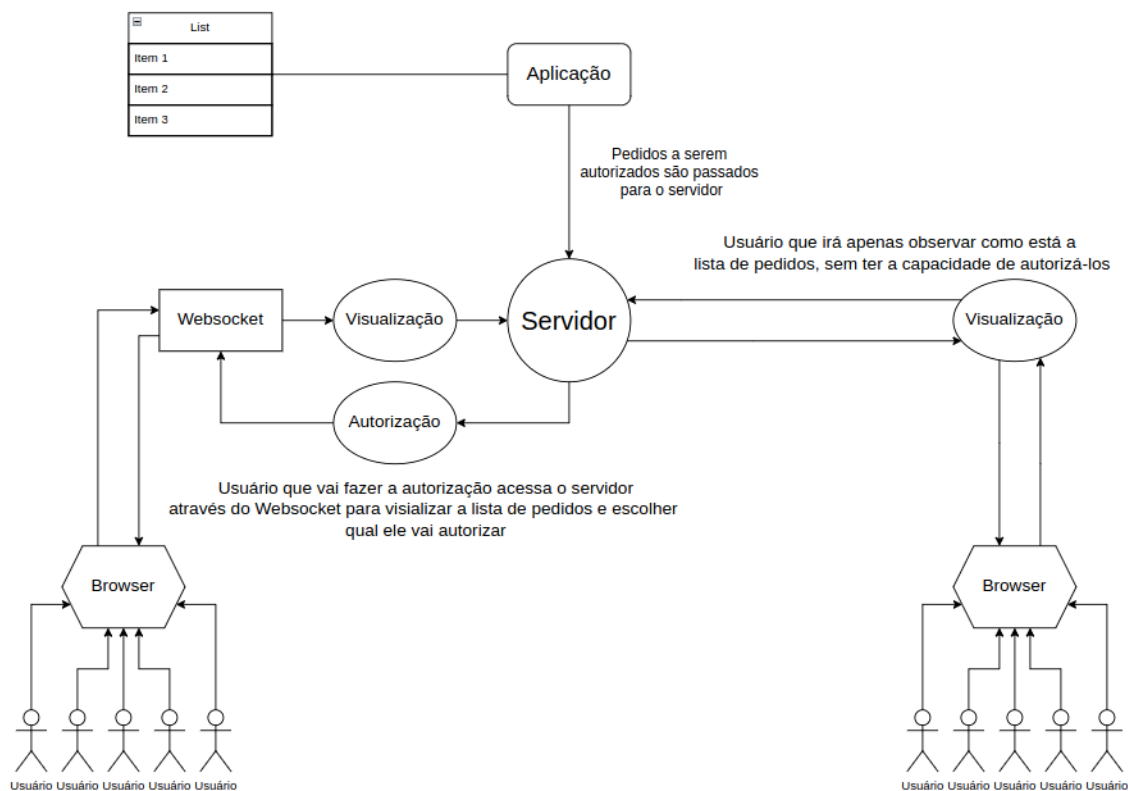 List
Item 1
Item 2
Item 3
Aplicação
Pedidos a serem
autorizados são passados
para o servidor
Usuário que irá apenas observar como está a
lista de pedidos, sem ter a capacidade de autorizá-los
Websocket
Visualização
Servidor
Visualização
Autorização
Usuário que vai fazer a autorização acessa o servidor
através do Websocket para visializar a lista de pedidos e escolher
qual ele vai autorizar
Browser
Browser
Usuário Usuário Usuário Usuário Usuário
Usuário Usuário Usuário Usuário Usuário